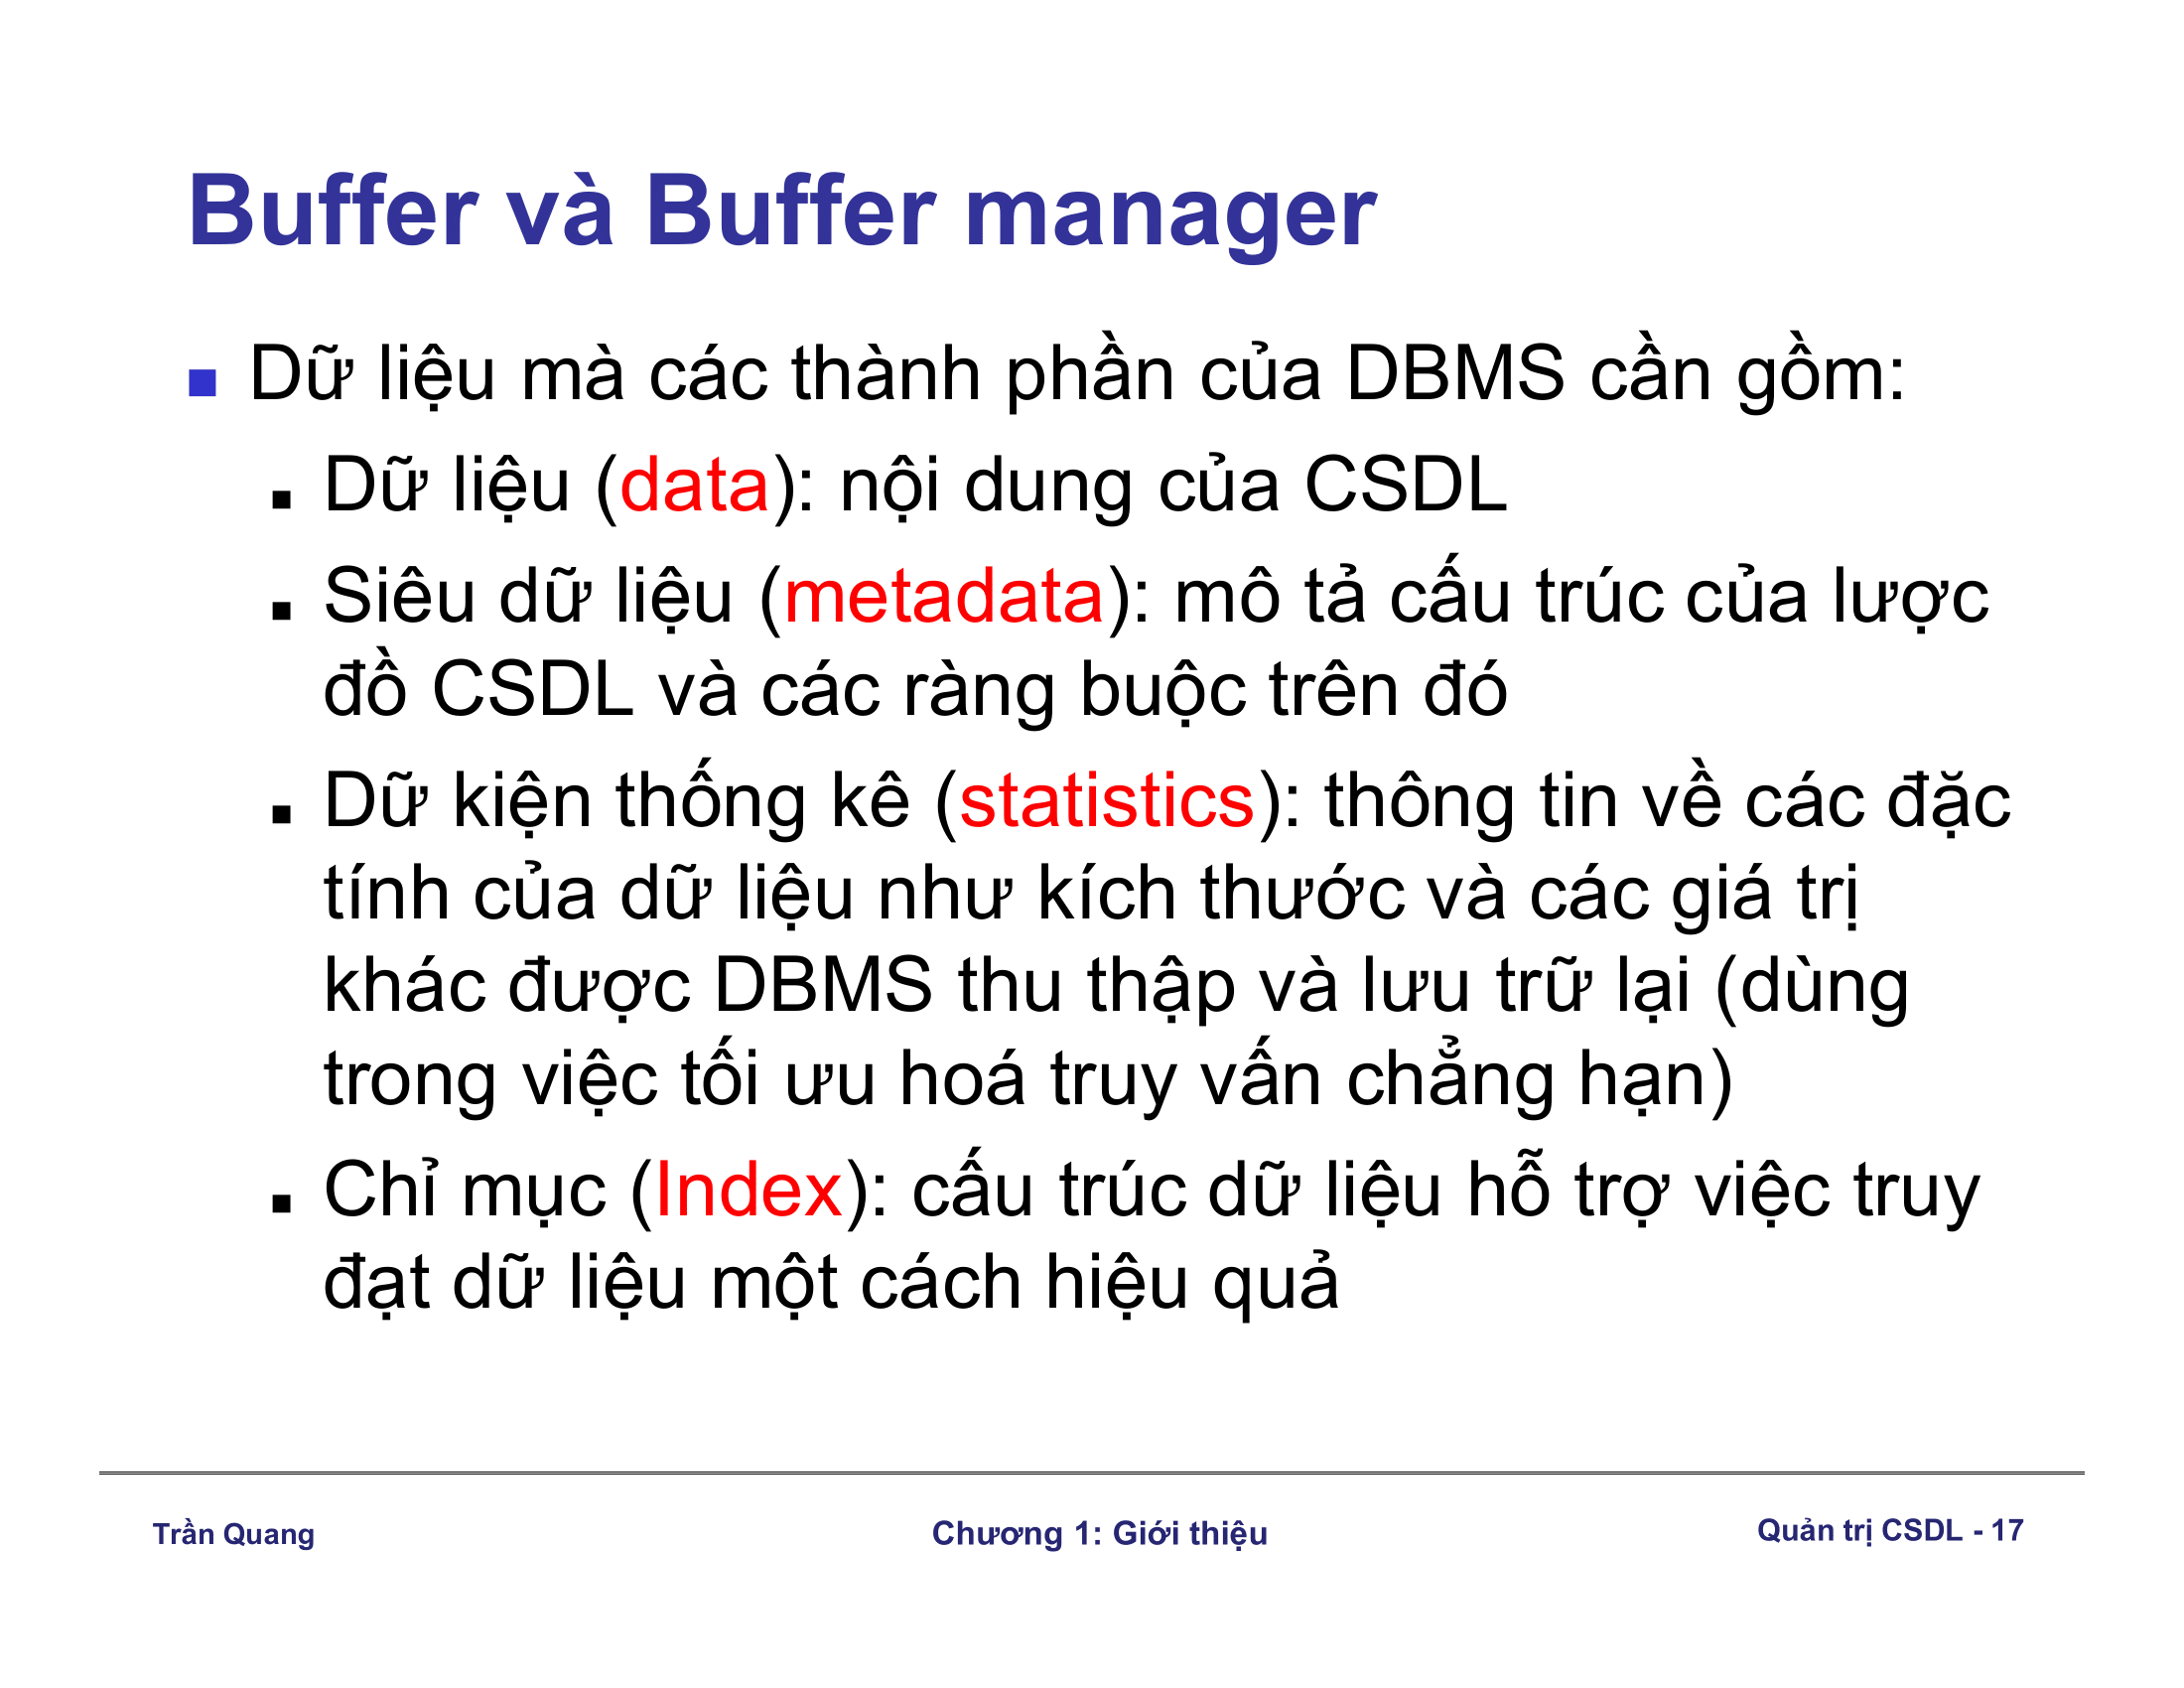 Buffer và Buffer manager
Dữ liệu mà các thành phần của DBMS cần gồm:
Dữ liệu (data): nội dung của CSDL
Siêu dữ liệu (metadata): mô tả cấu trúc của lược
đồ CSDL và các ràng buộc trên đó
Dữ kiện thống kê (statistics): thông tin về các đặc
tính của dữ liệu như kích thước và các giá trị
khác được DBMS thu thập và lưu trữ lại (dùng
trong việc tối ưu hoá truy vấn chẳng hạn)
Chỉ mục (Index): cấu trúc dữ liệu hỗ trợ việc truy
đạt dữ liệu một cách hiệu quả
Trần Quang
Chương 1: Giới thiệu
Quản trị CSDL - 17